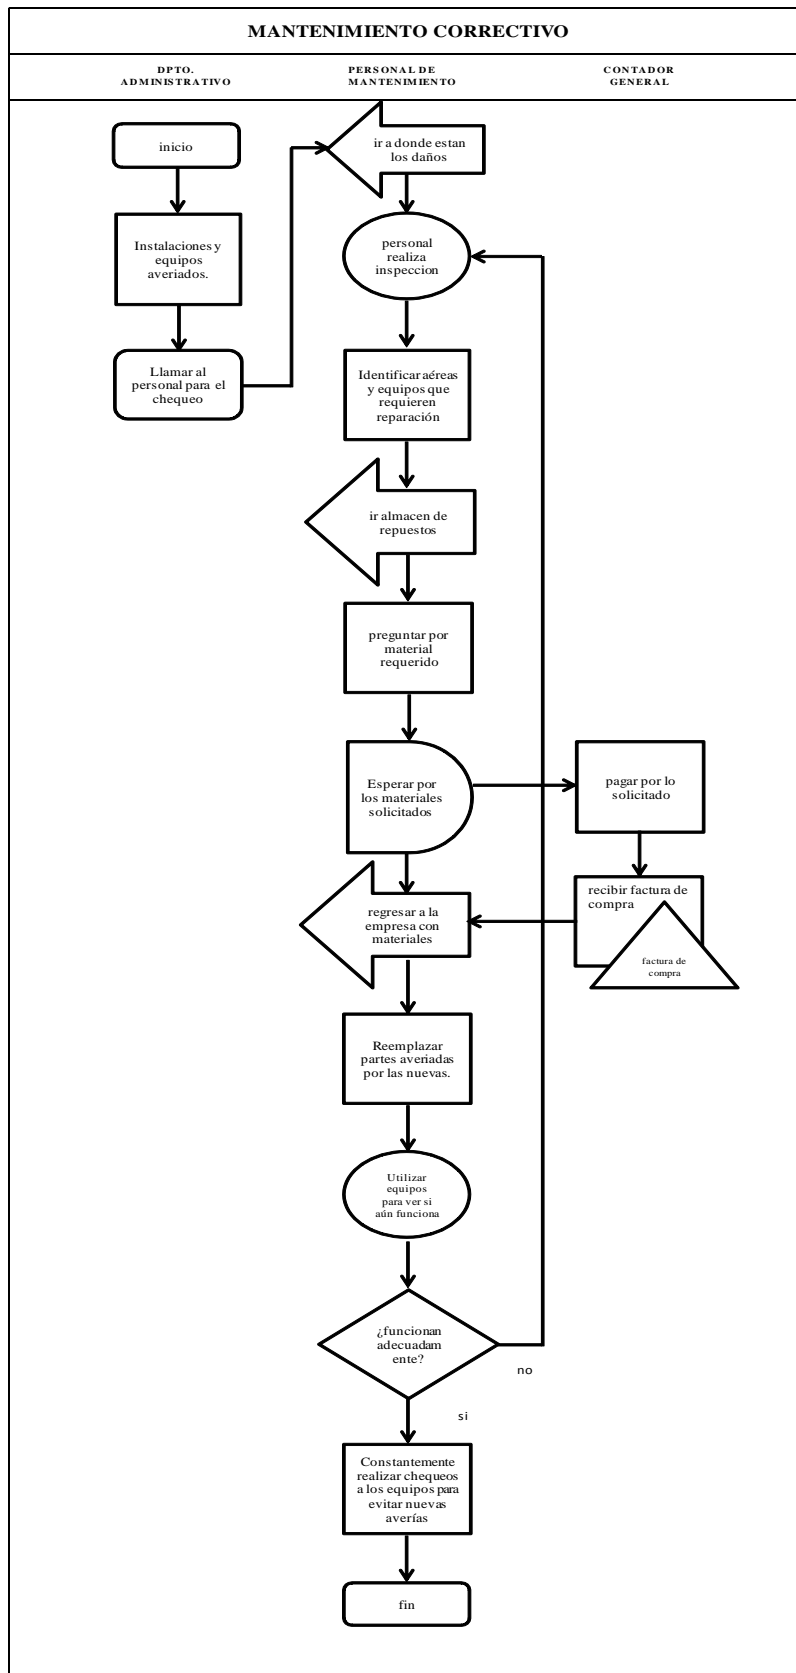 MANTENIMIENTO CORRECTIVO
DPTO.
ADMINISTRATIVO
PERSONAL DE
MANTENIMIENTO
CONTADOR
GENERAL
inicio
Instalaciones y
equipos
averiados.
Llamar al
personal para el
chequeo
ir a donde estan
los daños
personal
realiza
inspeccion
Identificar aéreas
y equipos que
requieren
reparación
ir almacen de
repuestos
preguntar por
material
requerido
Esperar por
los materiales
solicitados
pagar por lo
solicitado
recibir factura de
compra
factura de
compra
regresar a la
empresa con
materiales
Reemplazar
partes averiadas
por las nuevas.
Utilizar
equipos
para ver si
aún funciona
¿funcionan
adecuadam
ente?
no
si
Constantemente
realizar chequeos
a los equipos para
evitar nuevas
averías
fin